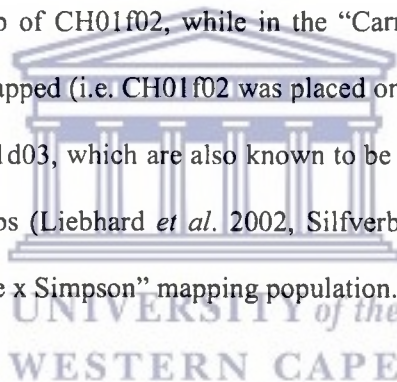 p of CH01f02, while in the “Carr
apped (i.e. CH01f02 was placed or
1d03, which are also known to be
os (Liebhard et al. 2002, Silfverb
e x Simpson” mapping population.
UNIVERSITY of the
WESTERN CAPE